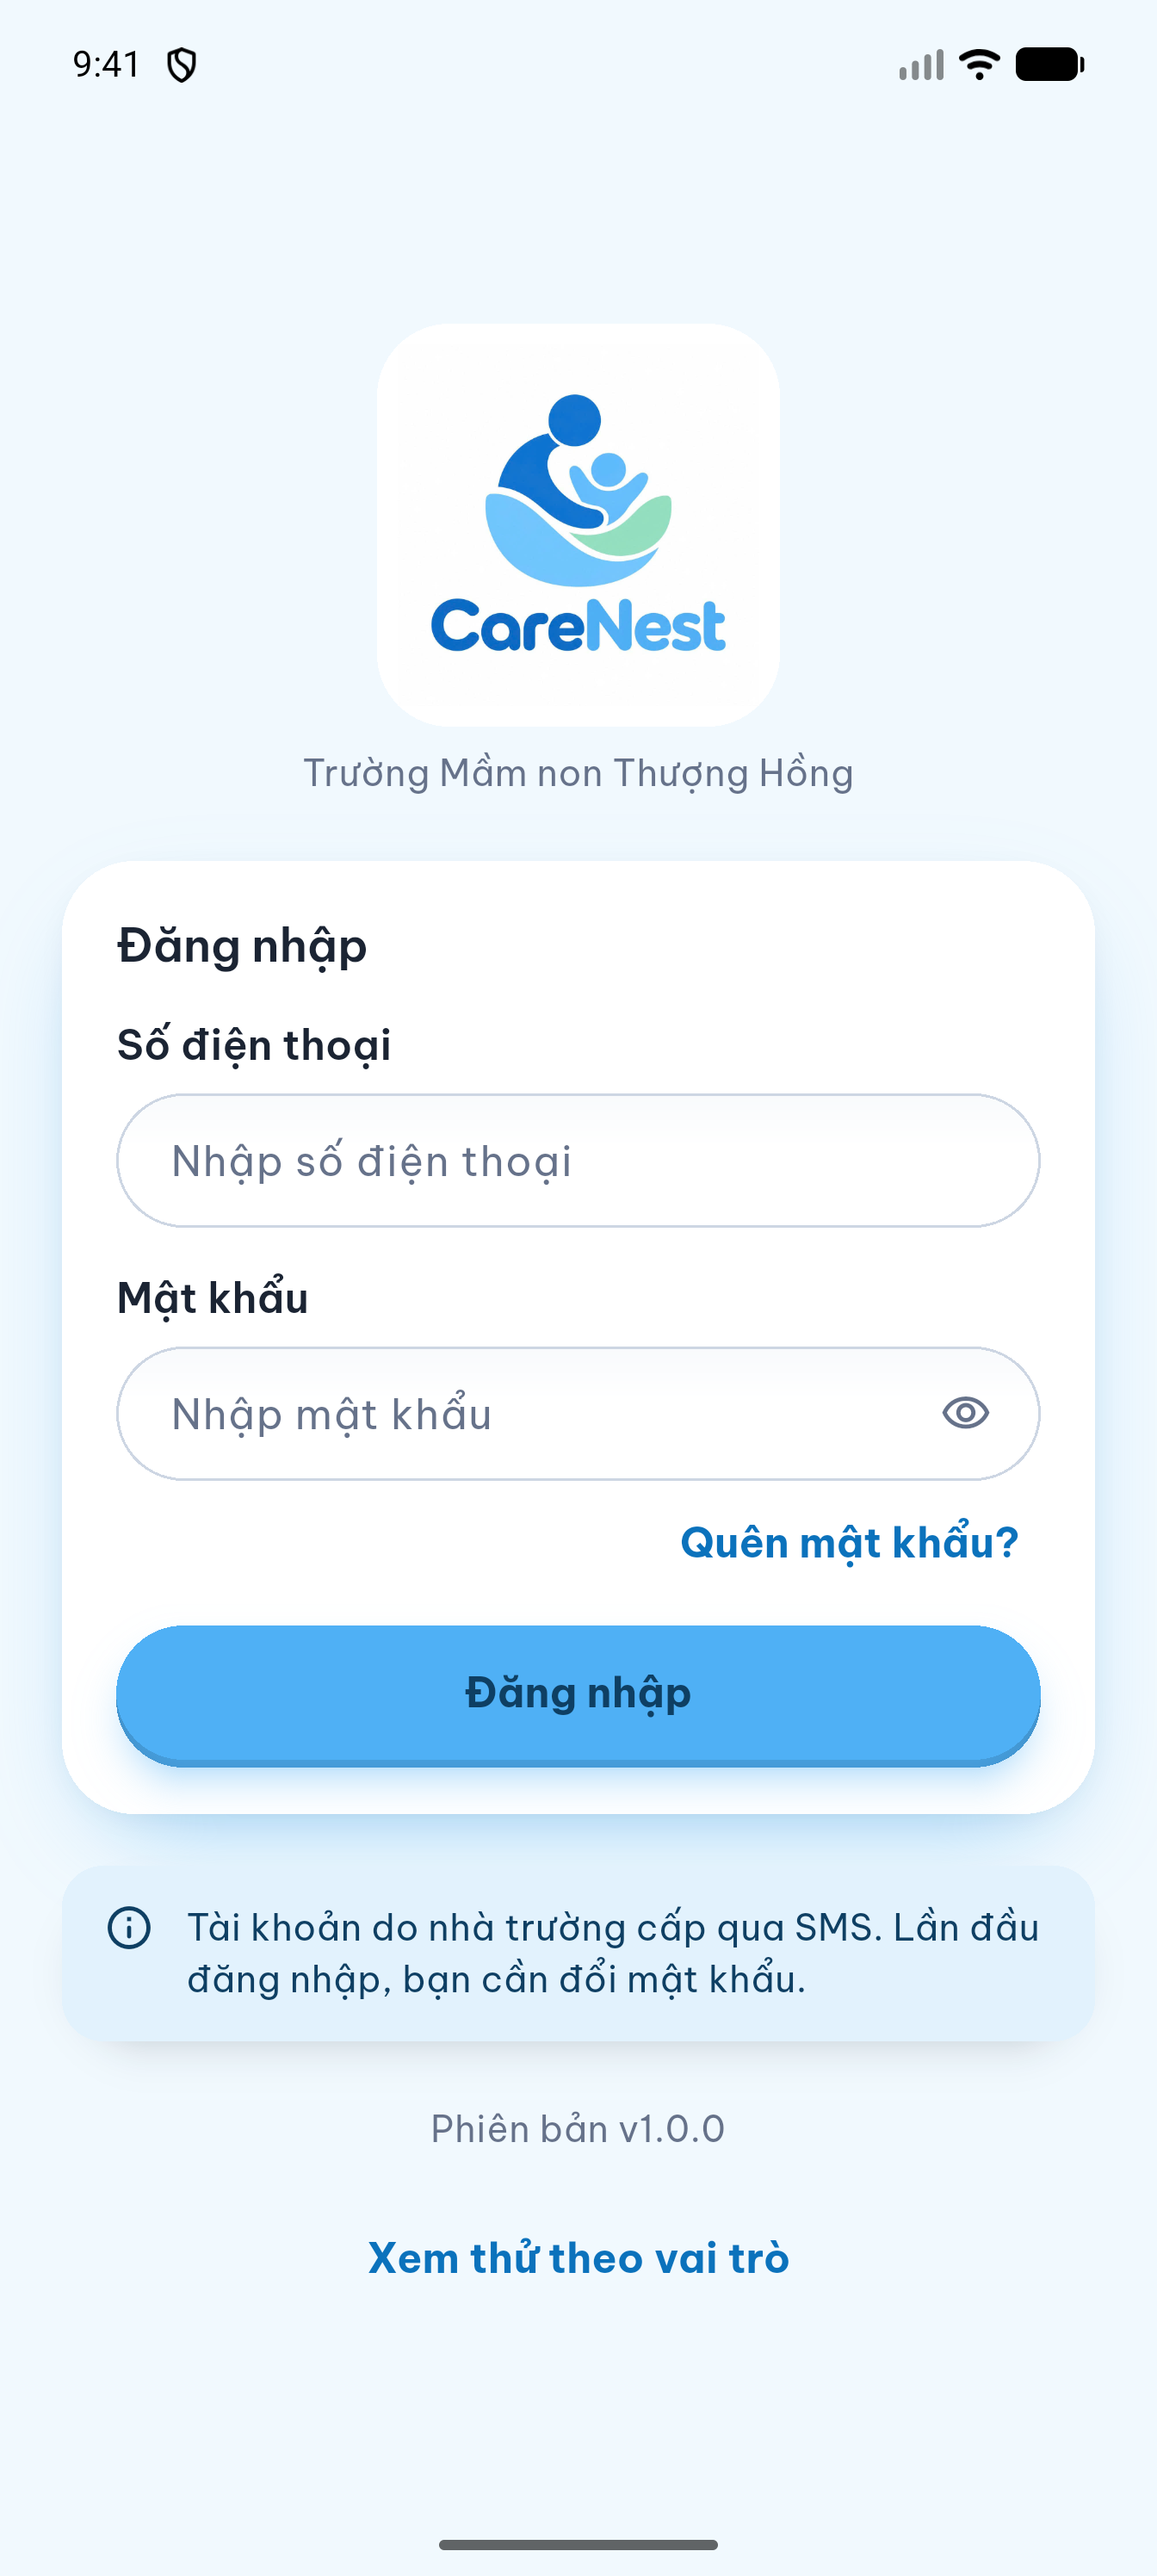 9:41
CareNest
Trường Mầm non Thượng Hồng
Đăng nhập
Số điện thoại
Nhập số điện thoại
Mật khẩu
Nhập mật khẩu
Quên mật khẩu?
Đăng nhập
Tài khoản do nhà trường cấp qua SMS. Lần đầu
đăng nhập, bạn cần đổi mật khẩu.
Phiên bản v1.0.0
Xem thử theo vai trò